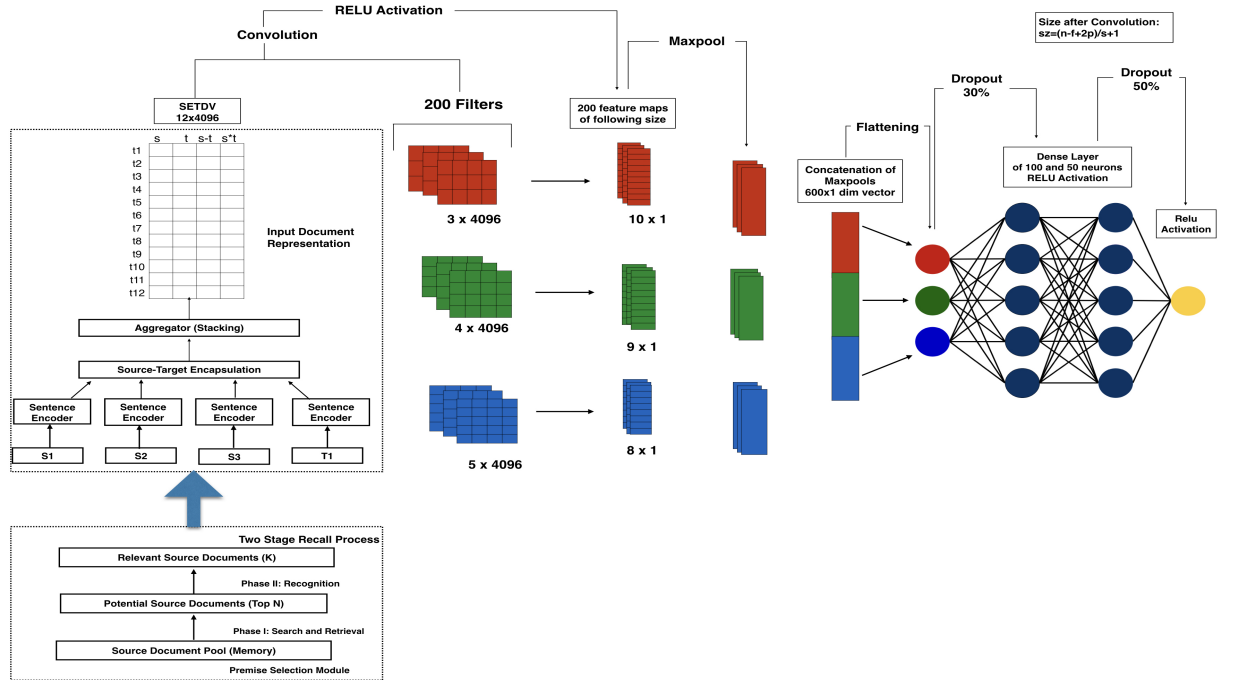 RELU Activation
Convolution
Maxpool
Size after Convolution:
sz=(n-f+2p)/s+1
Dropout
30%
Dropout
50%
SETDV
12x4096
200 Filters
200 feature maps
of following size
Flattening
s t s-t s*t
t1
t2
t3
t4
t5
t6
t7
t8
t9
t10
t11
t12
Input Document
Representation
3 x 4096
10 x 1
4 x 4096
9 x 1
5 x 4096
8 x 1
Concatenation of
Maxpools
600x1 dim vector
Dense Layer
of 100 and 50 neurons
RELU Activation
Relu
Activation
Aggregator (Stacking)
Source-Target Encapsulation
Sentence
Encoder
Sentence
Encoder
Sentence
Encoder
Sentence
Encoder
S1
S2
S3
T1
Two Stage Recall Process
Relevant Source Documents (K)
Phase II: Recognition
Potential Source Documents (Top N)
Phase I: Search and Retrieval
Source Document Pool (Memory)
Premise Selection Module